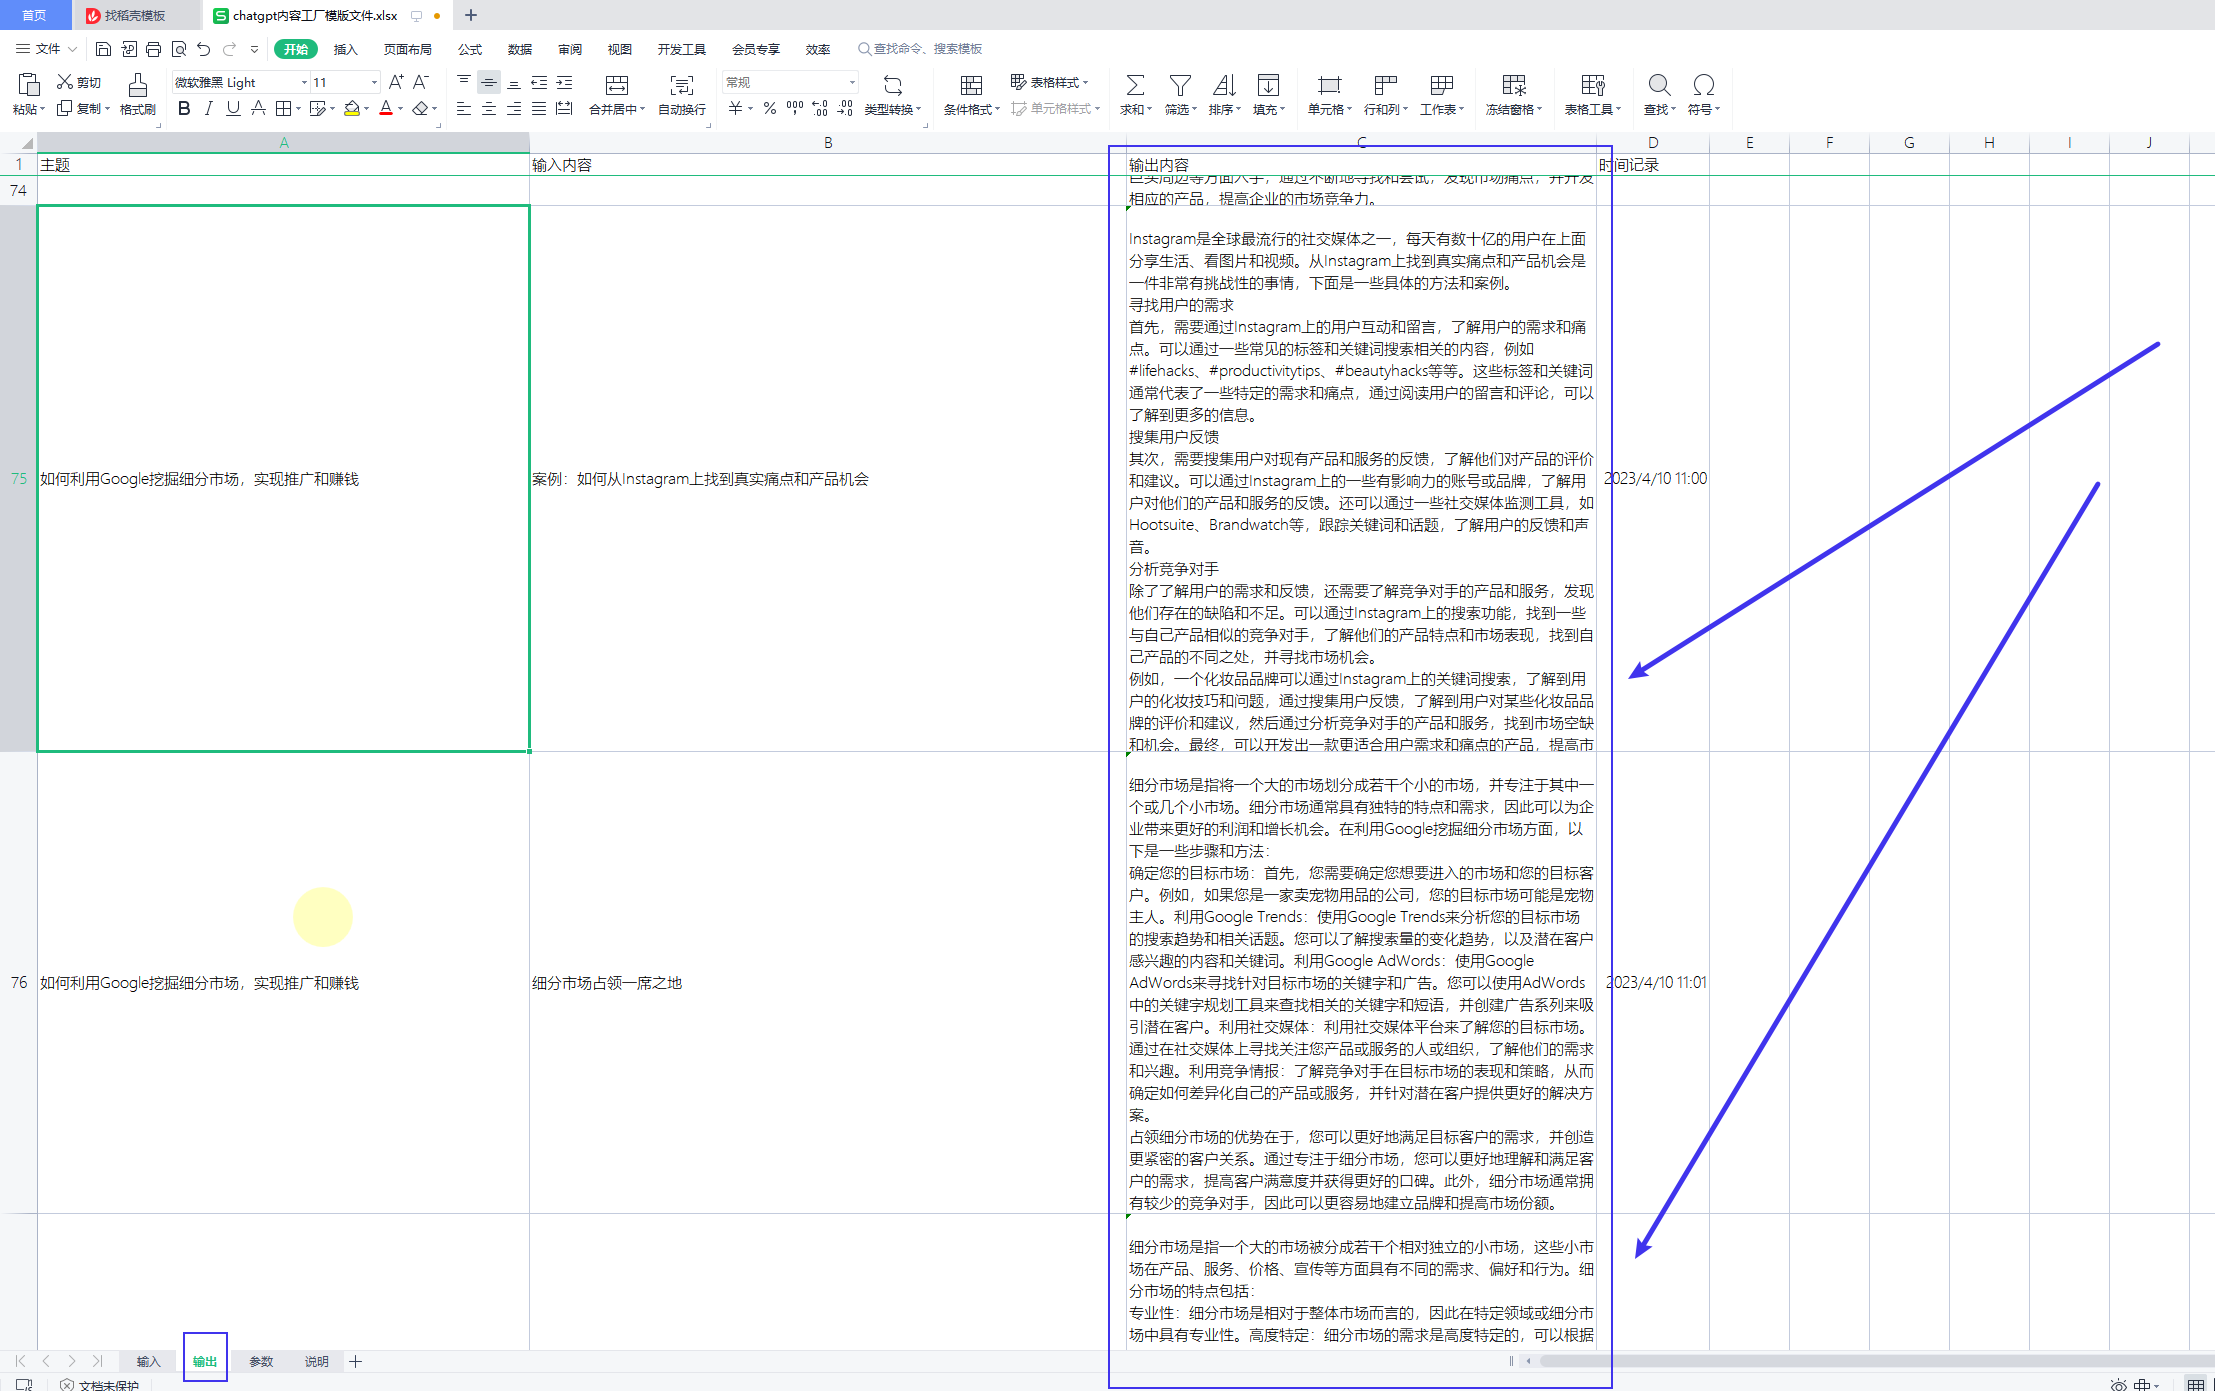 首页 找稻壳模板 chatgpt内容工厂模版文件.xlsx
文件 开始 插入 页面布局 公式 数据 审阅 视图 开发工具 会员专享 效率 查找命令、搜索模板
剪切 微软雅黑 Light 11 常规 表格样式
粘贴 复制 格式刷 B I U A A 合并居中 自动换行 ¥ % 000 类型转换 条件格式 单元格样式 求和 筛选 排序 填充 单元格 行和列 工作表 冻结窗格 表格工具 查找 符号
A B C D E F G H I J
1 主题 输入内容 输出内容 时间记录
74 巨头周边等方面入手，通过不断地寻找和尝试，发现市场痛点，并开发
相应的产品，提高企业的市场竞争力。
Instagram是全球最流行的社交媒体之一，每天有数十亿的用户在上面
分享生活、看图片和视频。从Instagram上找到真实痛点和产品机会是
一件非常有挑战性的事情，下面是一些具体的方法和案例。
寻找用户的需求
首先，需要通过Instagram上的用户互动和留言，了解用户的需求和痛
点。可以通过一些常见的标签和关键词搜索相关的内容，例如
#lifehacks、#productivitytips、#beautyhacks等等。这些标签和关键词
通常代表了一些特定的需求和痛点，通过阅读用户的留言和评论，可以
了解到更多的信息。
搜集用户反馈
其次，需要搜集用户对现有产品和服务的反馈，了解他们对产品的评价
75 如何利用Google挖掘细分市场，实现推广和赚钱 案例：如何从Instagram上找到真实痛点和产品机会 和建议。可以通过Instagram上的一些有影响力的账号或品牌，了解用 2023/4/10 11:00
户对他们的产品和服务的反馈。还可以通过一些社交媒体监测工具，如
Hootsuite、Brandwatch等，跟踪关键词和话题，了解用户的反馈和声
音。
分析竞争对手
除了了解用户的需求和反馈，还需要了解竞争对手的产品和服务，发现
他们存在的缺陷和不足。可以通过Instagram上的搜索功能，找到一些
与自己产品相似的竞争对手，了解他们的产品特点和市场表现，找到自
己产品的不同之处，并寻找市场机会。
例如，一个化妆品品牌可以通过Instagram上的关键词搜索，了解到用
户的化妆技巧和问题，通过搜集用户反馈，了解到用户对某些化妆品品
牌的评价和建议，然后通过分析竞争对手的产品和服务，找到市场空缺
和机会。最终，可以开发出一款更适合用户需求和痛点的产品，提高市
细分市场是指将一个大的市场划分成若干个小的市场，并专注于其中一
个或几个小市场。细分市场通常具有独特的特点和需求，因此可以为企
业带来更好的利润和增长机会。在利用Google挖掘细分市场方面，以
下是一些步骤和方法：
确定您的目标市场：首先，您需要确定您想要进入的市场和您的目标客
户。例如，如果您是一家卖宠物用品的公司，您的目标市场可能是宠物
主人。利用Google Trends：使用Google Trends来分析您的目标市场
的搜索趋势和相关话题。您可以了解搜索量的变化趋势，以及潜在客户
感兴趣的内容和关键词。利用Google AdWords：使用Google
76 如何利用Google挖掘细分市场，实现推广和赚钱 细分市场占领一席之地 AdWords来寻找针对目标市场的关键字和广告。您可以使用AdWords 2023/4/10 11:01
中的关键字规划工具来查找相关的关键字和短语，并创建广告系列来吸
引潜在客户。利用社交媒体：利用社交媒体平台来了解您的目标市场。
通过在社交媒体上寻找关注您产品或服务的人或组织，了解他们的需求
和兴趣。利用竞争情报：了解竞争对手在目标市场的表现和策略，从而
确定如何差异化自己的产品或服务，并针对潜在客户提供更好的解决方
案。
占领细分市场的优势在于，您可以更好地满足目标客户的需求，并创造
更紧密的客户关系。通过专注于细分市场，您可以更好地理解和满足客
户的需求，提高客户满意度并获得更好的口碑。此外，细分市场通常拥
有较少的竞争对手，因此可以更容易地建立品牌和提高市场份额。
细分市场是指一个大的市场被分成若干个相对独立的小市场，这些小市
场在产品、服务、价格、宣传等方面具有不同的需求、偏好和行为。细
分市场的特点包括：
专业性：细分市场是相对于整体市场而言的，因此在特定领域或细分市
场中具有专业性。高度特定：细分市场的需求是高度特定的，可以根据
输入 输出 参数 说明
文档未保护